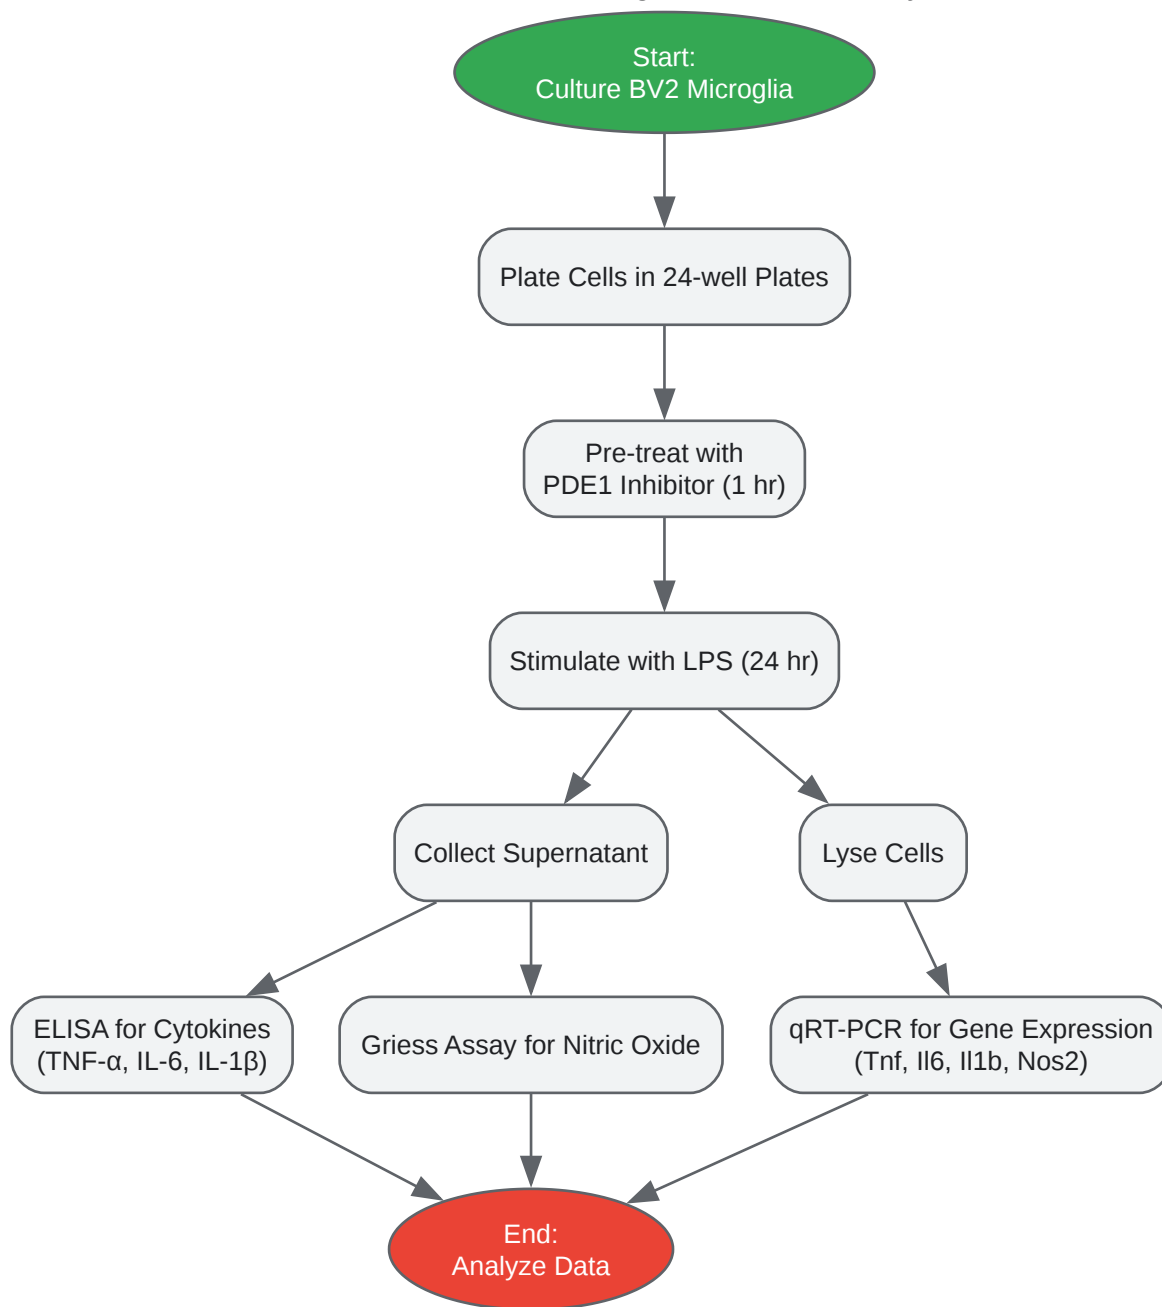 Start:
Culture BV2 Microglia
Plate Cells in 24-well Plates
Pre-treat with
PDE1 Inhibitor (1 hr)
Stimulate with LPS (24 hr)
Collect Supernatant
Lyse Cells
ELISA for Cytokines
(TNF-α, IL-6, IL-1β)
Griess Assay for Nitric Oxide
qRT-PCR for Gene Expression
(Tnf, Il6, Il1b, Nos2)
End:
Analyze Data